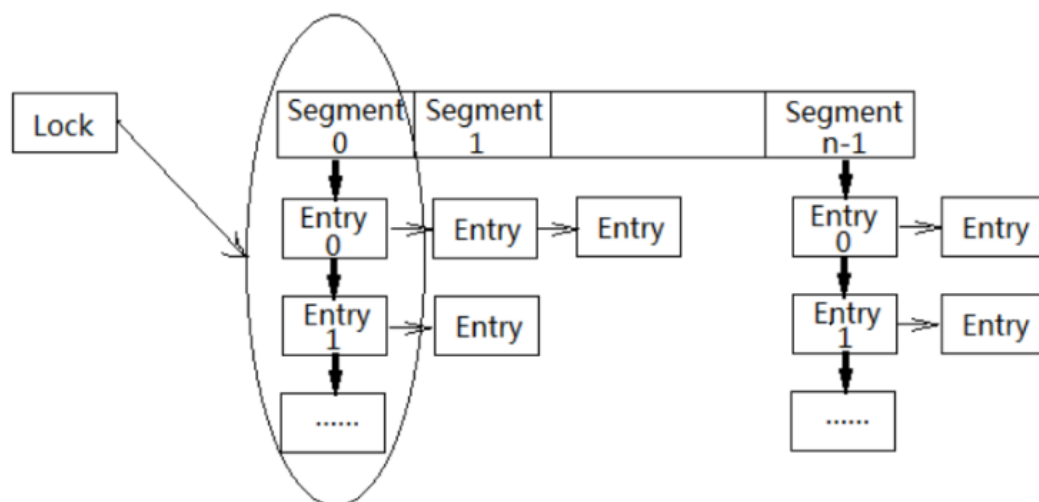 Segment
0
Segment
1
Segment
n-1
Lock
Entry
0
Entry
Entry
Entry
0
Entry
Entry
1
Entry
Entry
1
Entry
......
......